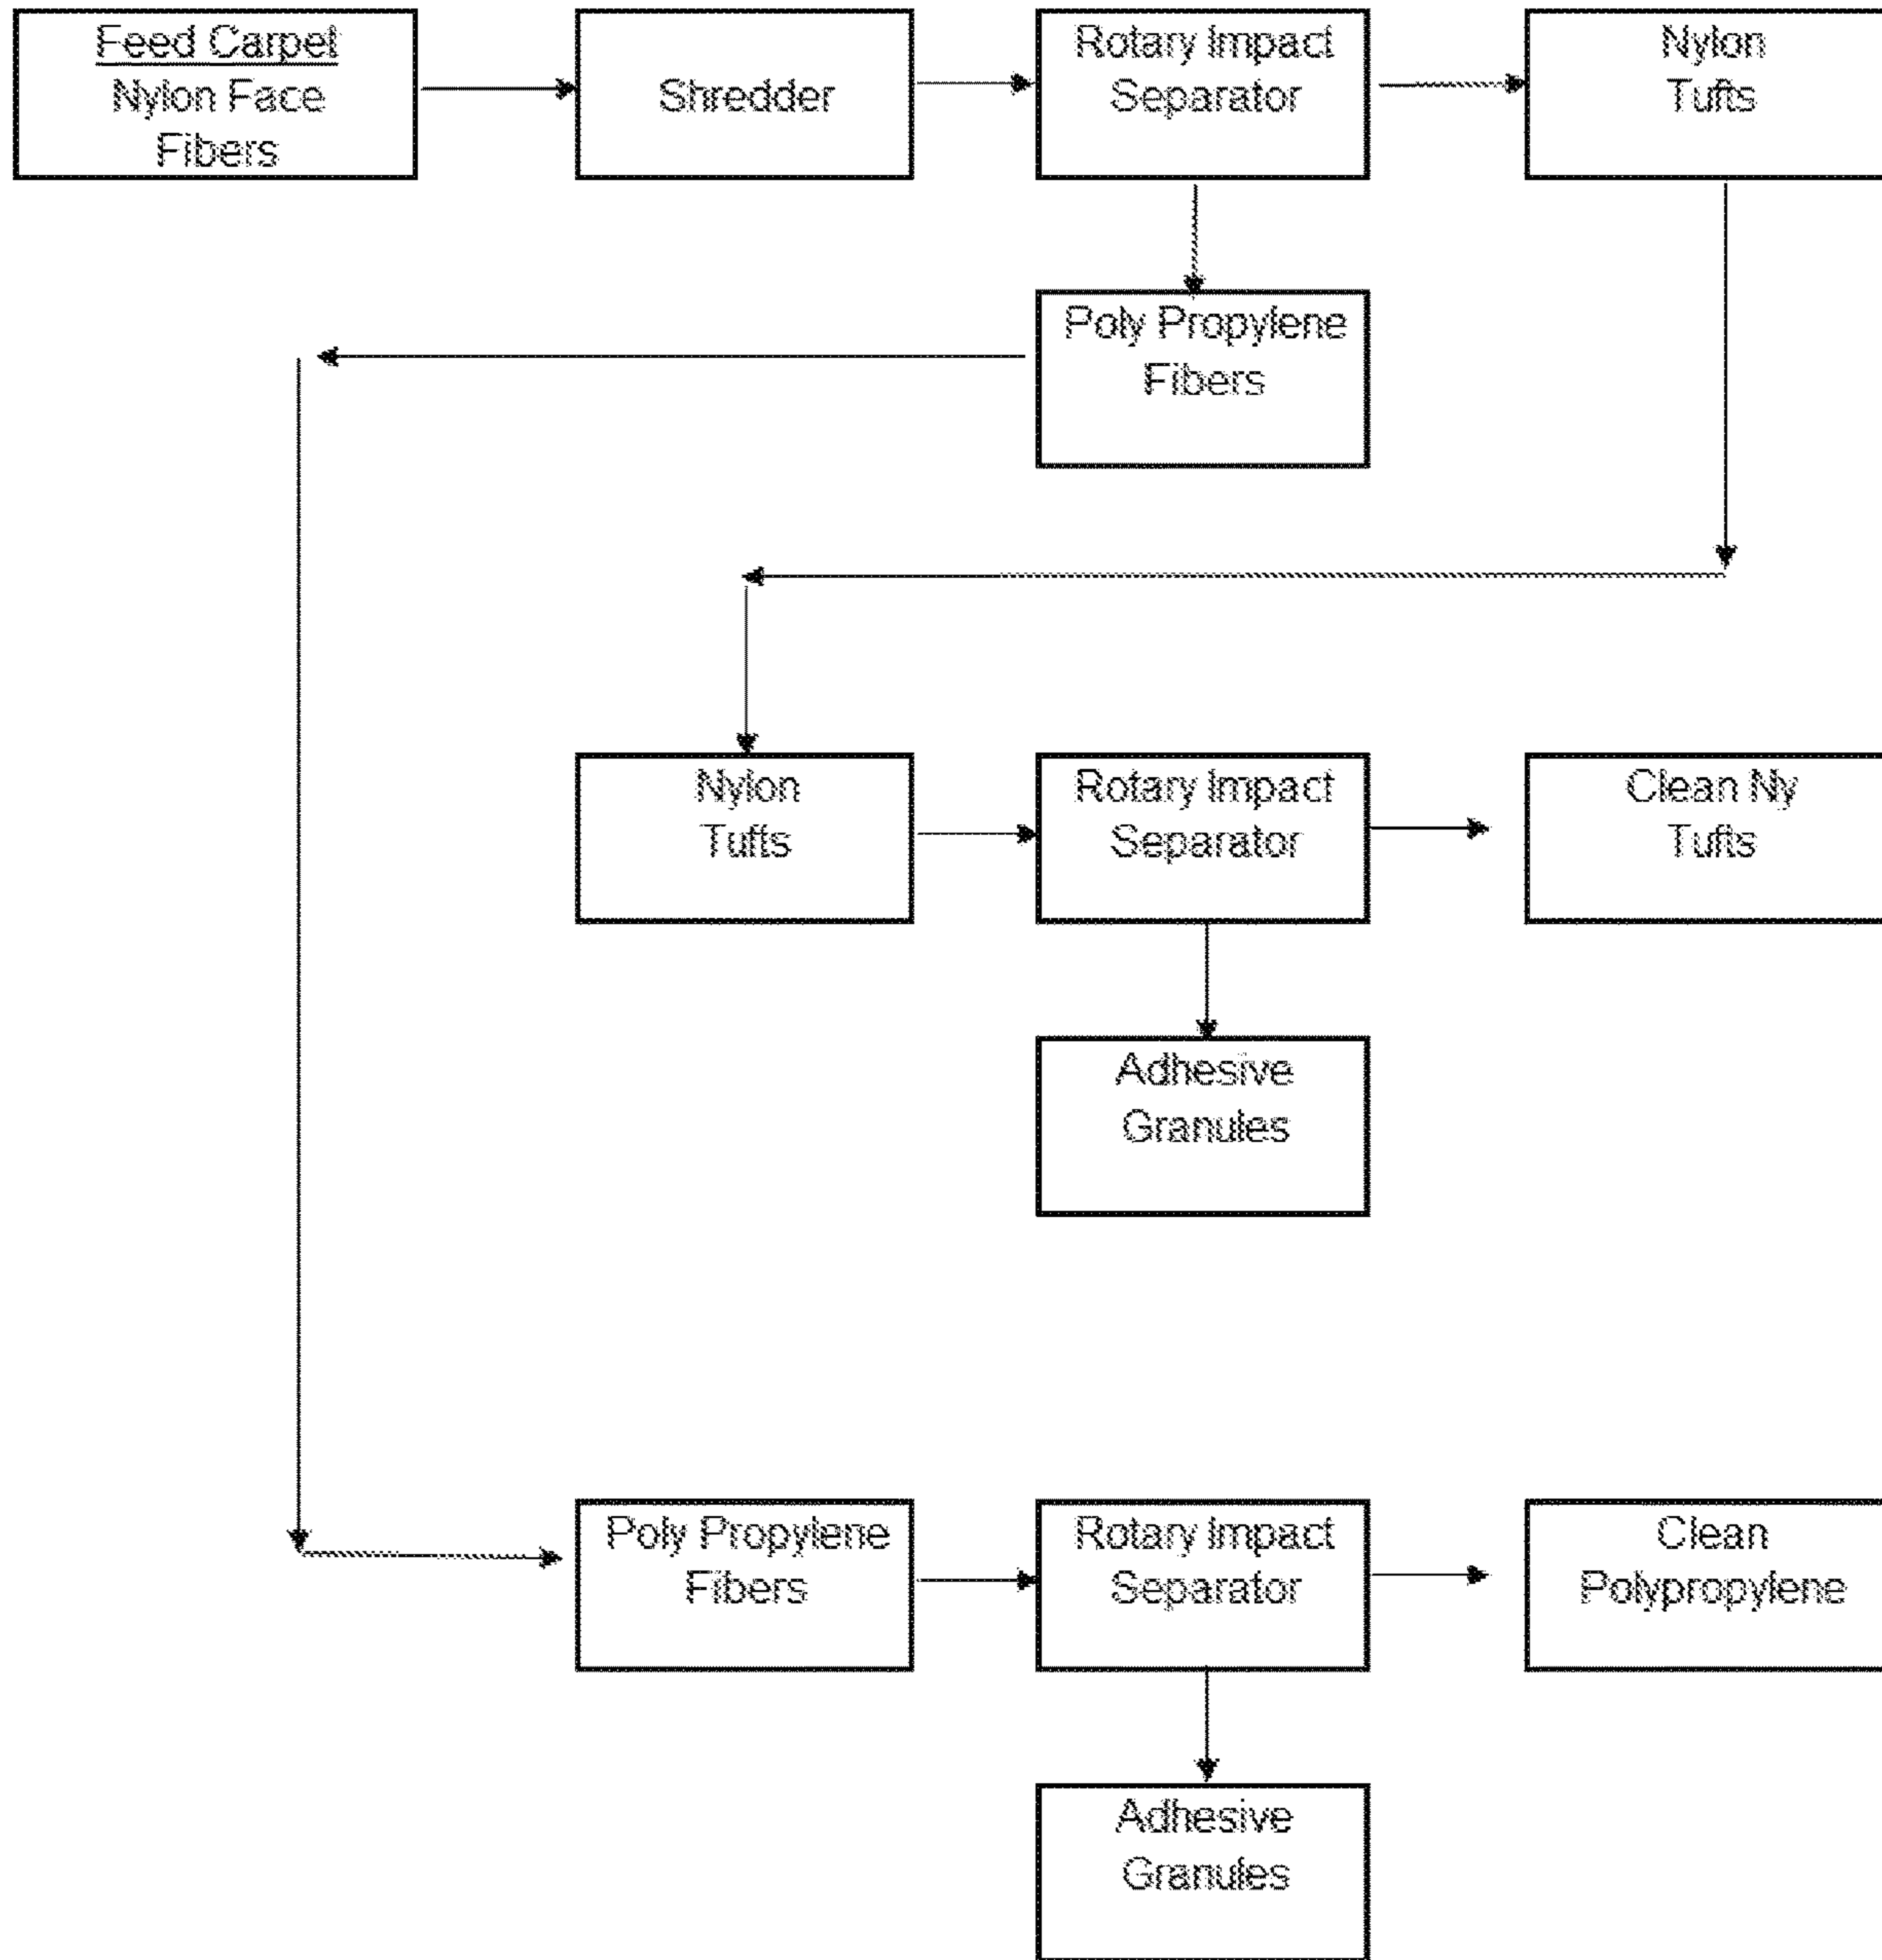 Feed Carpet
Nylon Face
Fibers
Shredder
Rotary Impact
Separator
Nylon
Tufts
Poly Propylene
Fibers
Nylon
Tufts
Rotary Impact
Separator
Clean Ny
Tufts
Adhesive
Granules
Poly Propylene
Fibers
Rotary Impact
Separator
Clean
Polypropylene
Adhesive
Granules